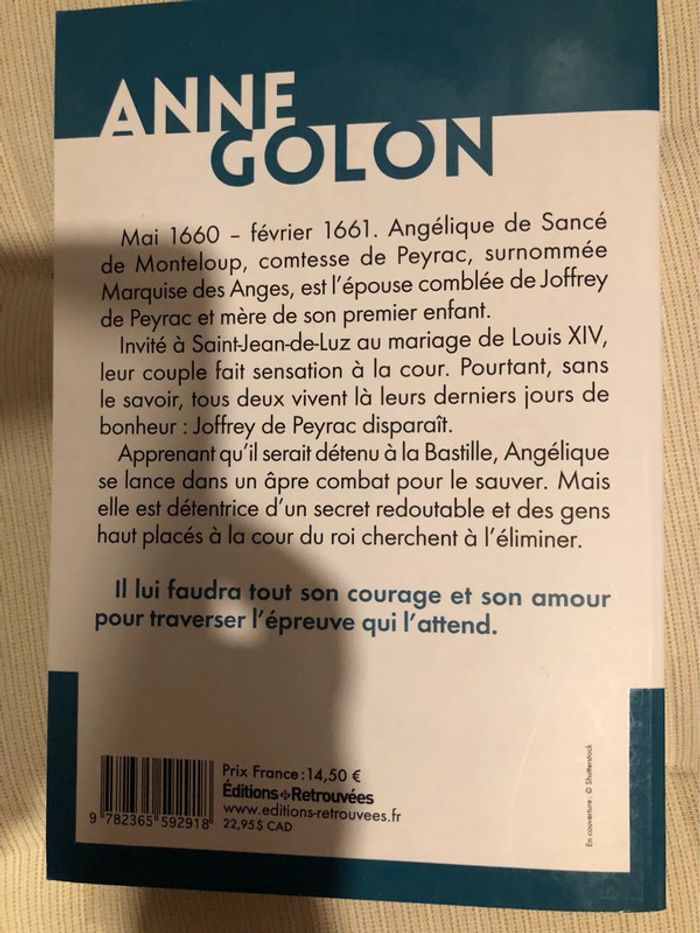 ANNE
GOLON
Mai 1660 – février 1661. Angélique de Sancé
de Monteloup, comtesse de Peyrac, surnommée
Marquise des Anges, est l'épouse comblée de Joffrey
de Peyrac et mère de son premier enfant.
Invité à Saint-Jean-de-Luz au mariage de Louis XIV,
leur couple fait sensation à la cour. Pourtant, sans
le savoir, tous deux vivent là leurs derniers jours de
bonheur : Joffrey de Peyrac disparaît.
Apprenant qu'il serait détenu à la Bastille, Angélique
se lance dans un âpre combat pour le sauver. Mais
elle est détentrice d'un secret redoutable et des gens
haut placés à la cour du roi cherchent à l'éliminer.
Il lui faudra tout son courage et son amour
pour traverser l'épreuve qui l'attend.
Prix France : 14,50 €
Éditions Retrouvées
www.editions-retrouvees.fr
22,95 $ CAD
9 782365 592918
En couverture : © Shutterstock